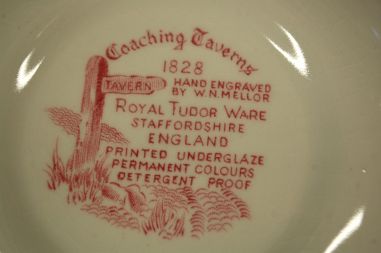 Coaching Taverns
1828
TAVERN
HAND ENGRAVED
BY W.N. MELLOR
ROYAL TUDOR WARE
STAFFORDSHIRE
ENGLAND
PRINTED UNDERGLAZE
PERMANENT COLOURS
DETERGENT PROOF